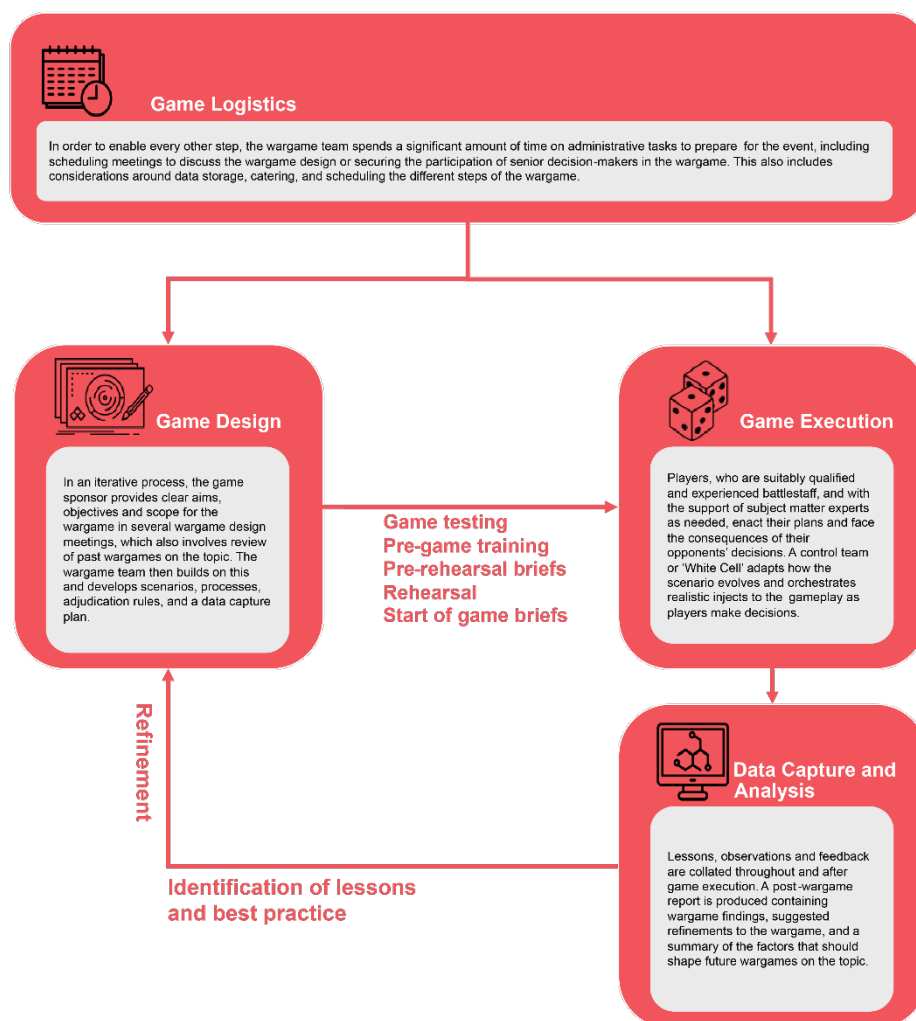 Game Logistics
In order to enable every other step, the wargame team spends a significant amount of time on administrative tasks to prepare for the event, including
scheduling meetings to discuss the wargame design or securing the participation of senior decision-makers in the wargame. This also includes
considerations around data storage, catering, and scheduling the different steps of the wargame.
Game Design
In an iterative process, the game
sponsor provides clear aims,
objectives and scope for the
wargame in several wargame design
meetings, which also involves review
of past wargames on the topic. The
wargame team then builds on this
and develops scenarios, processes,
adjudication rules, and a data capture
plan.
Game testing
Pre-game training
Pre-rehearsal briefs
Rehearsal
Start of game briefs
Game Execution
Players, who are suitably qualified
and experienced battlestaff, and with
the support of subject matter experts
as needed, enact their plans and face
the consequences of their
opponents' decisions. A control team
or 'White Cell' adapts how the
scenario evolves and orchestrates
realistic injects to the gameplay as
players make decisions.
Data Capture and
Analysis
Lessons, observations and feedback
are collated throughout and after
game execution. A post-wargame
report is produced containing
wargame findings, suggested
refinements to the wargame, and a
summary of the factors that should
shape future wargames on the topic.
Identification of lessons
and best practice
Refinement